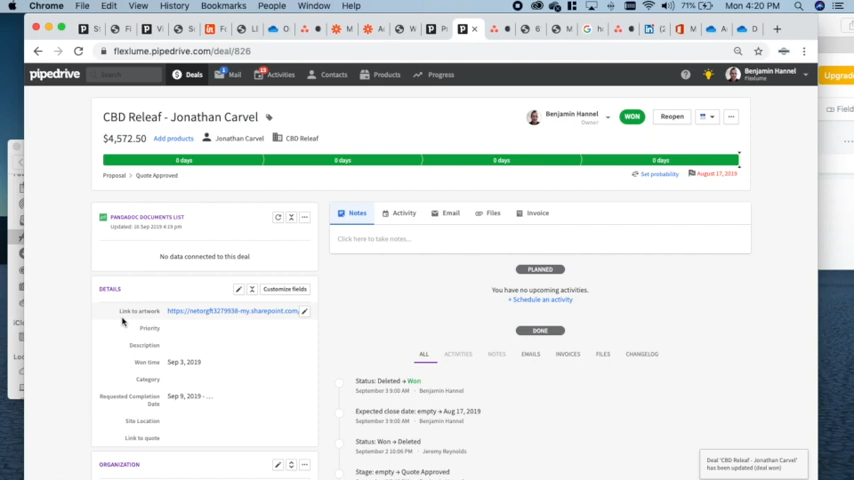 Chrome File Edit View History Bookmarks People Window Help
71% Mon 4:20 PM
flexlume.pipedrive.com/deal/826
Upgrade
pipedrive
Search
Deals
Mail
Activities
Contacts
Products
Progress
Benjamin Hannel
Flexlume
CBD Releaf - Jonathan Carvel
Benjamin Hannel
Owner
WON
Reopen
$4,572.50 Add products Jonathan Carvel CBD Releaf
0 days 0 days 0 days 0 days
Proposal > Quote Approved
Set probability
August 17, 2019
PANDADOC DOCUMENTS LIST
Updated: 16 Sep 2019 4:19 pm
No data connected to this deal
Notes Activity Email Files Invoice
Click here to take notes...
DETAILS
Customize fields
Link to artwork https://netorgft3279938-my.sharepoint.com/
Priority
Description
Won time Sep 3, 2019
Category
Requested Completion
Date
Sep 9, 2019 - ...
Site Location
Link to quote
ORGANIZATION
PLANNED
You have no upcoming activities.
+ Schedule an activity
DONE
ALL ACTIVITIES NOTES EMAILS INVOICES FILES CHANGELOG
Status: Deleted → Won
September 3 9:00 AM · Benjamin Hannel
Expected close date: empty → Aug 17, 2019
September 3 9:00 AM · Benjamin Hannel
Status: Won → Deleted
September 2 10:06 PM · Jeremy Reynolds
Stage: empty → Quote Approved
Deal 'CBD Releaf - Jonathan Carvel'
has been updated (deal won)